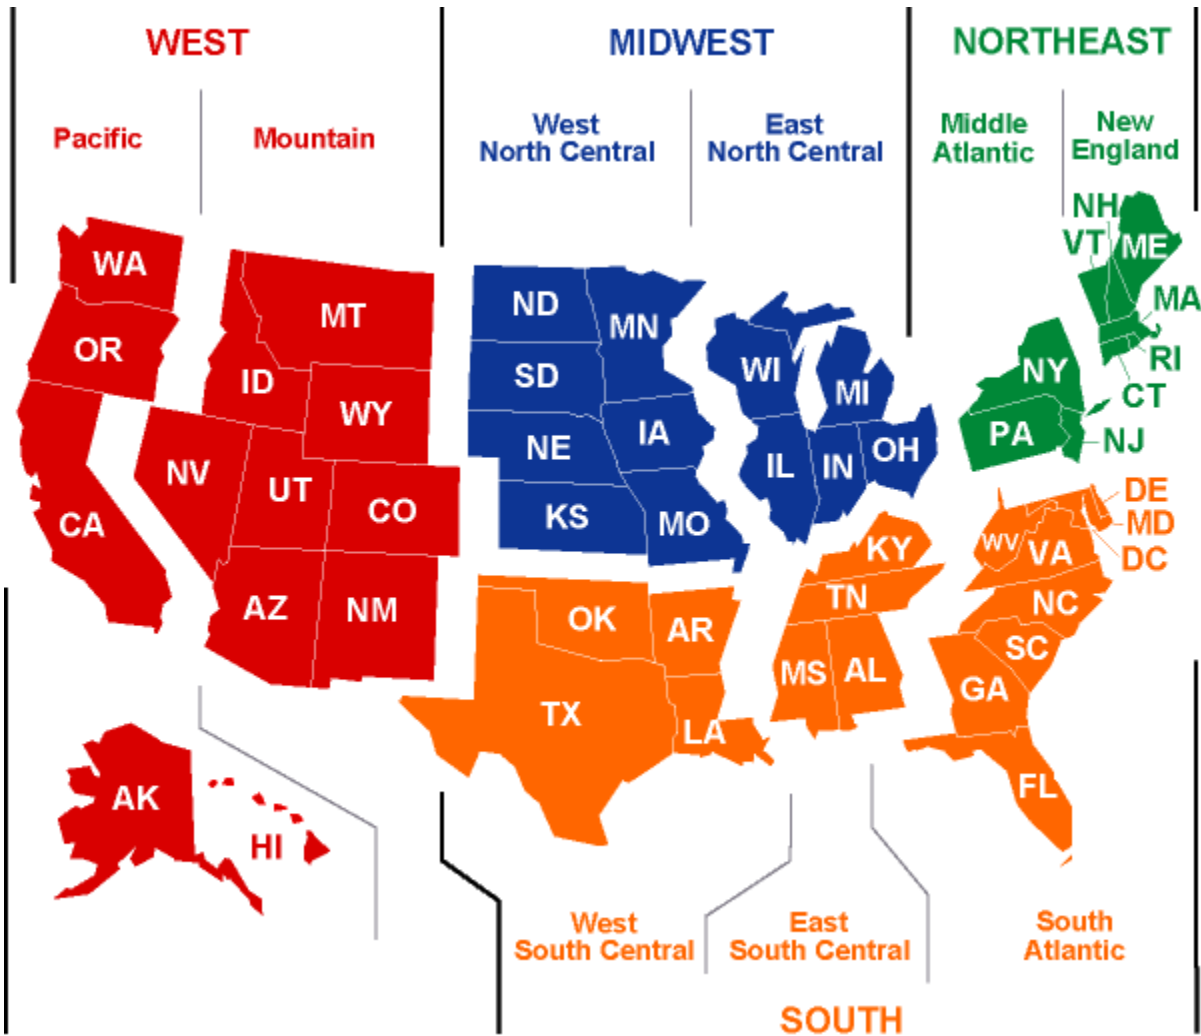 WEST
MIDWEST
NORTHEAST
Pacific
Mountain
West
North Central
East
North Central
Middle
Atlantic
New
England
WA
OR
CA
MT
ID
WY
NV
UT
CO
AZ
NM
AK
HI
ND
MN
SD
NE
IA
KS
MO
WI
MI
IL
IN
OH
NH
VT
ME
MA
RI
CT
NY
PA
NJ
DE
MD
DC
WV
VA
KY
TN
NC
SC
MS
AL
GA
FL
OK
AR
TX
LA
West
South Central
East
South Central
South
Atlantic
SOUTH